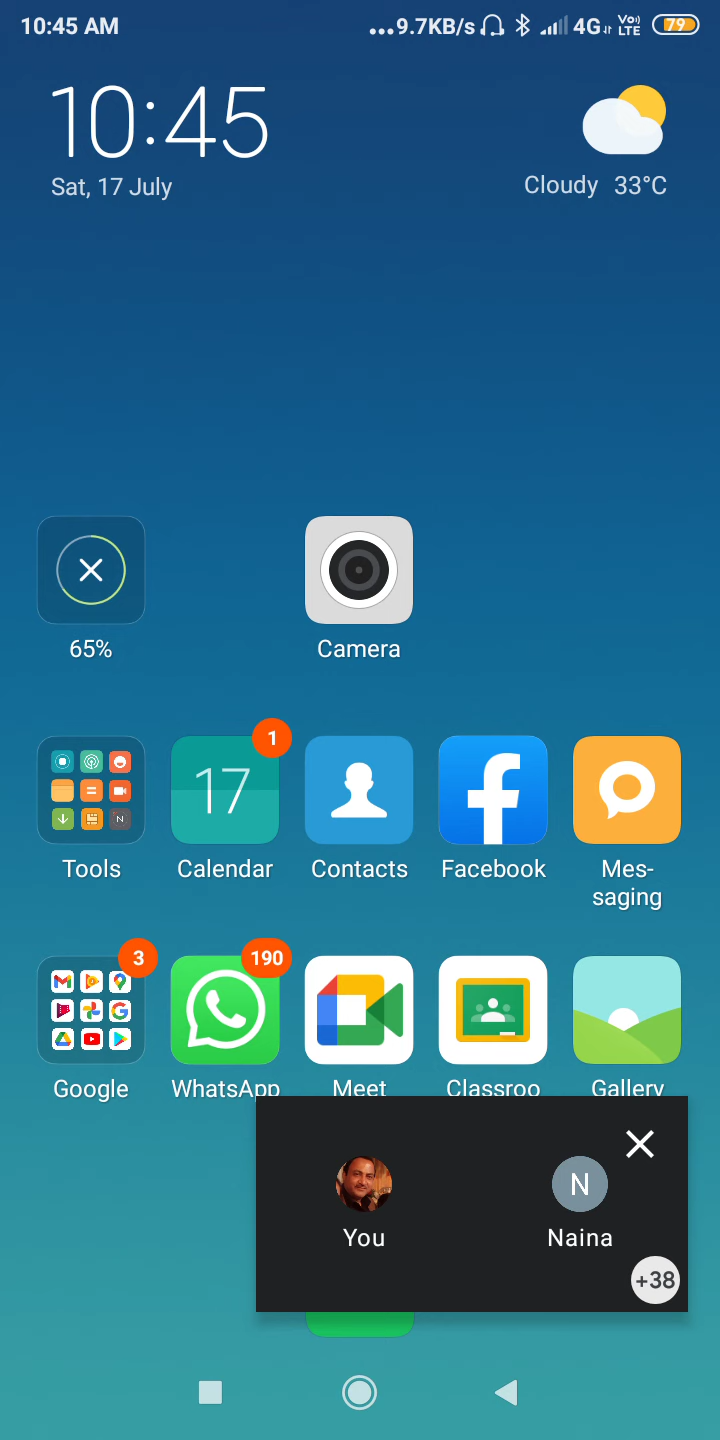 10:45 AM
...9.7KB/s 4G Vo LTE 79
10:45
Sat, 17 July
Cloudy 33°C
65%
Camera
1
17
Tools
Calendar
Contacts
Facebook
Mes-
saging
3
190
N
Google
WhatsApp
Meet
Classroo
Gallery
N
You
Naina
+38